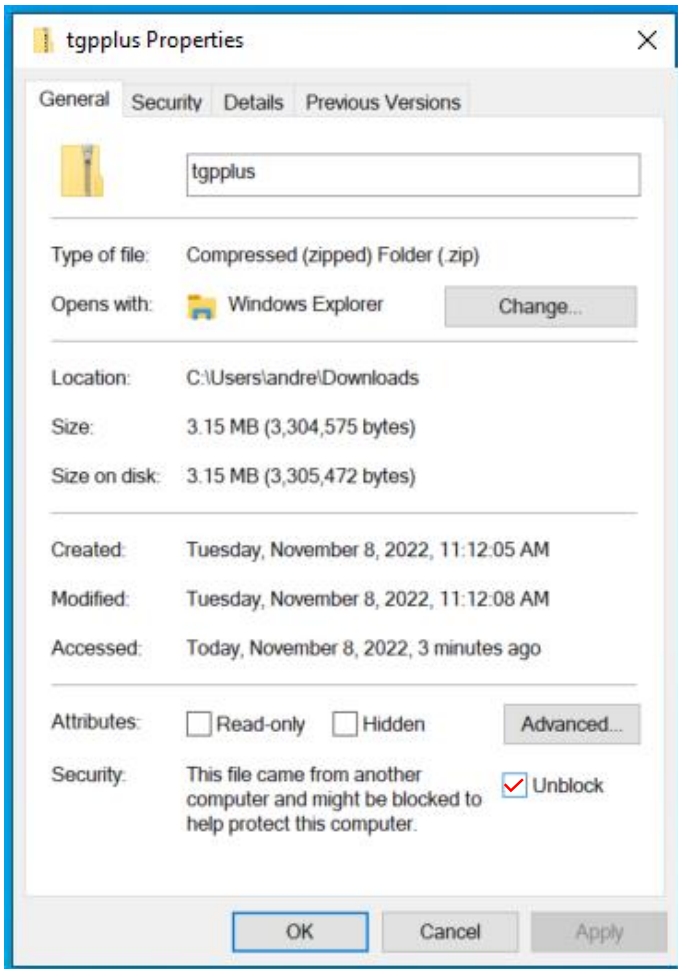 tgpplus Properties
General Security Details Previous Versions
tgpplus
Type of file: Compressed (zipped) Folder (.zip)
Opens with: Windows Explorer Change...
Location: C:\Users\andre\Downloads
Size: 3.15 MB (3,304,575 bytes)
Size on disk: 3.15 MB (3,305,472 bytes)
Created: Tuesday, November 8, 2022, 11:12:05 AM
Modified: Tuesday, November 8, 2022, 11:12:08 AM
Accessed: Today, November 8, 2022, 3 minutes ago
Attributes: Read-only Hidden Advanced...
Security: This file came from another
computer and might be blocked to
help protect this computer.
Unblock
OK Cancel Apply